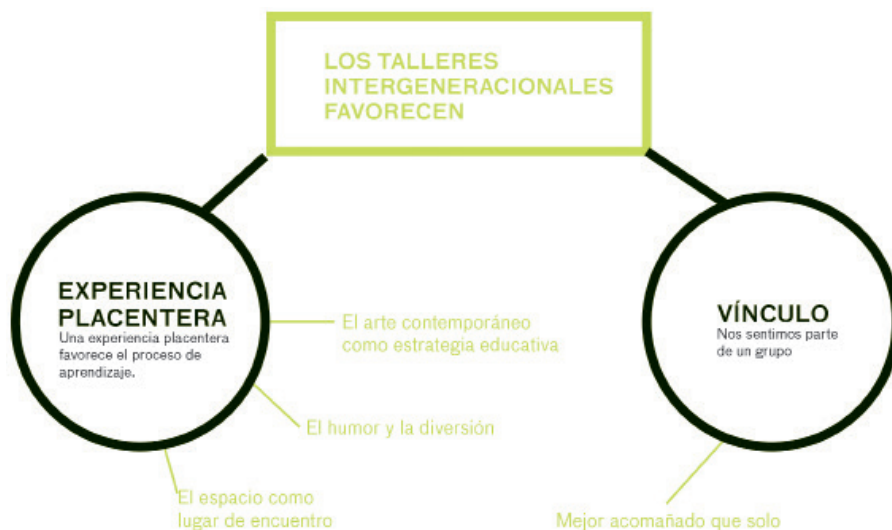 LOS TALLERES
INTERGENERACIONALES
FAVORECEN
EXPERIENCIA
PLACENTERA
Una experiencia placentera
favorece el proceso de
aprendizaje.
El arte contemporáneo
como estrategia educativa
El humor y la diversión
El espacio como
lugar de encuentro
VÍNCULO
Nos sentimos parte
de un grupo
Mejor acomañado que solo